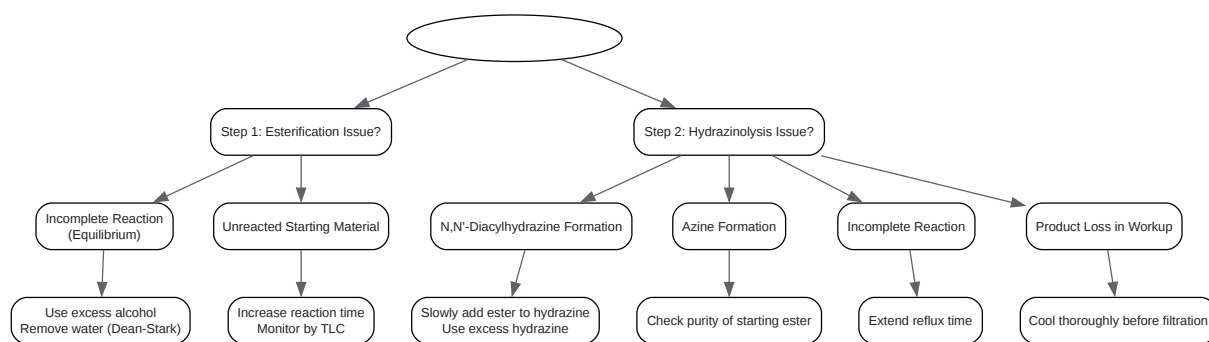 Step 1: Esterification Issue?
Step 2: Hydrazinolysis Issue?
Incomplete Reaction
(Equilibrium)
Unreacted Starting Material
N,N'-Diacylhydrazine Formation
Azine Formation
Incomplete Reaction
Product Loss in Workup
Use excess alcohol
Remove water (Dean-Stark)
Increase reaction time
Monitor by TLC
Slowly add ester to hydrazine
Use excess hydrazine
Check purity of starting ester
Extend reflux time
Cool thoroughly before filtration